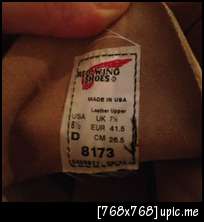 RED WING
SHOES ®
MADE IN USA
Leather Upper
USA UK 7½
8½ EUR 41.5
D CM 26.5
8173
[768x768] upic.me